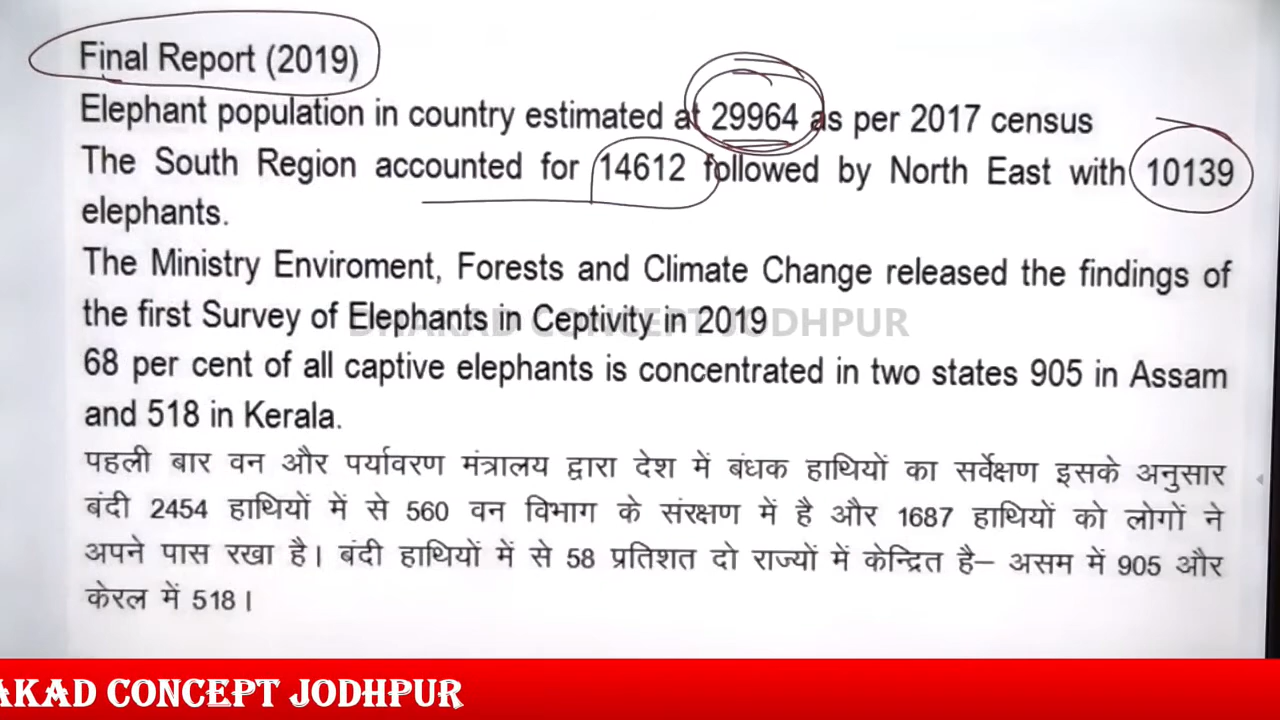 Final Report (2019)
Elephant population in country estimated at 29964 as per 2017 census
The South Region accounted for 14612 followed by North East with 10139
elephants.
The Ministry Enviroment, Forests and Climate Change released the findings of
the first Survey of Elephants in Ceptivity in 2019
DHAKAD CONCEPT JODHPUR
68 per cent of all captive elephants is concentrated in two states 905 in Assam
and 518 in Kerala.
पहली बार वन और पर्यावरण मंत्रालय द्वारा देश में बंधक हाथियों का सर्वेक्षण इसके अनुसार
बंदी 2454 हाथियों में से 560 वन विभाग के संरक्षण में है और 1687 हाथियों को लोगों ने
अपने पास रखा है। बंदी हाथियों में से 58 प्रतिशत दो राज्यों में केन्द्रित है– असम में 905 और
केरल में 518।
AKAD CONCEPT JODHPUR